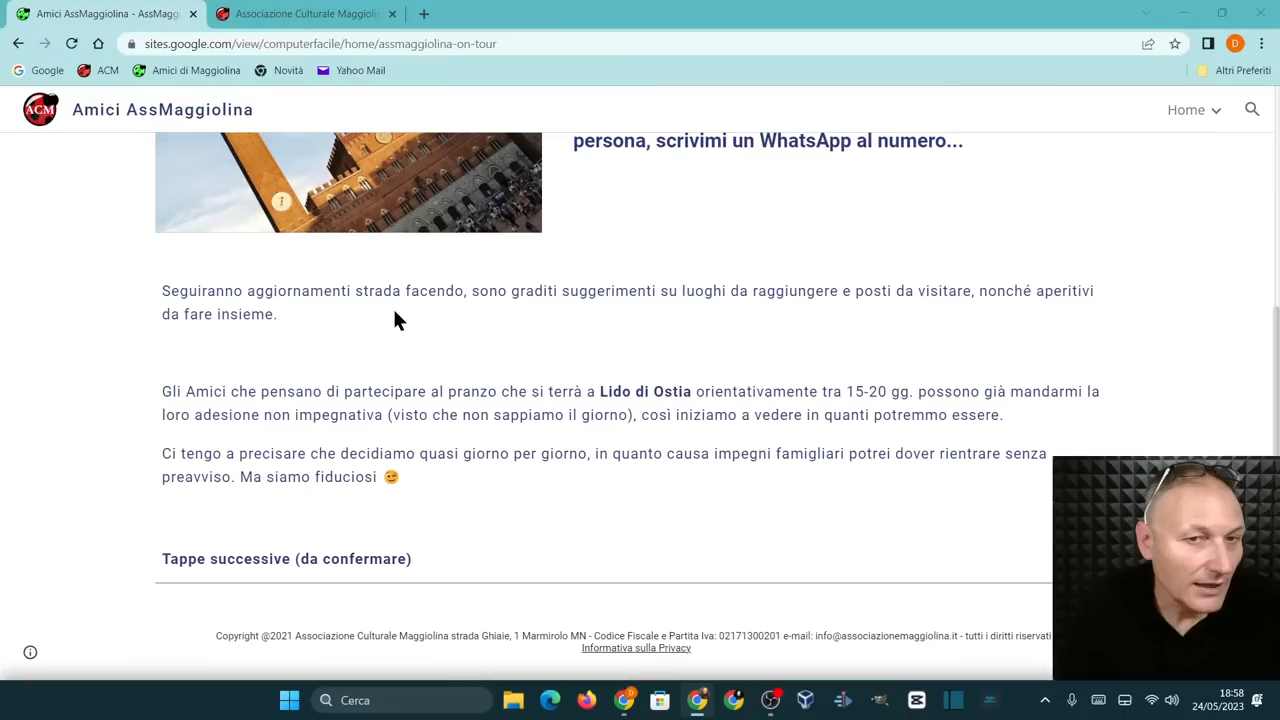 Amici AssMaggiolina - AssMagg
Associazione Culturale Maggiolin
sites.google.com/view/computerfacile/home/assmaggiolina-on-tour
D
Google
ACM
Amici di Maggiolina
Novità
Yahoo Mail
Altri Preferiti
ACM
Amici AssMaggiolina
Home
persona, scrivimi un WhatsApp al numero...
Seguiranno aggiornamenti strada facendo, sono graditi suggerimenti su luoghi da raggiungere e posti da visitare, nonché aperitivi
da fare insieme.
Gli Amici che pensano di partecipare al pranzo che si terrà a Lido di Ostia orientativamente tra 15-20 gg. possono già mandarmi la
loro adesione non impegnativa (visto che non sappiamo il giorno), così iniziamo a vedere in quanti potremmo essere.
Ci tengo a precisare che decidiamo quasi giorno per giorno, in quanto causa impegni famigliari potrei dover rientrare senza
preavviso. Ma siamo fiduciosi 😊
Tappe successive (da confermare)
Copyright @2021 Associazione Culturale Maggiolina strada Ghiaie, 1 Marmirolo MN - Codice Fiscale e Partita Iva: 02171300201 e-mail: info@associazionemaggiolina.it - tutti i diritti riservati
Informativa sulla Privacy
Cerca
18:58
24/05/2023